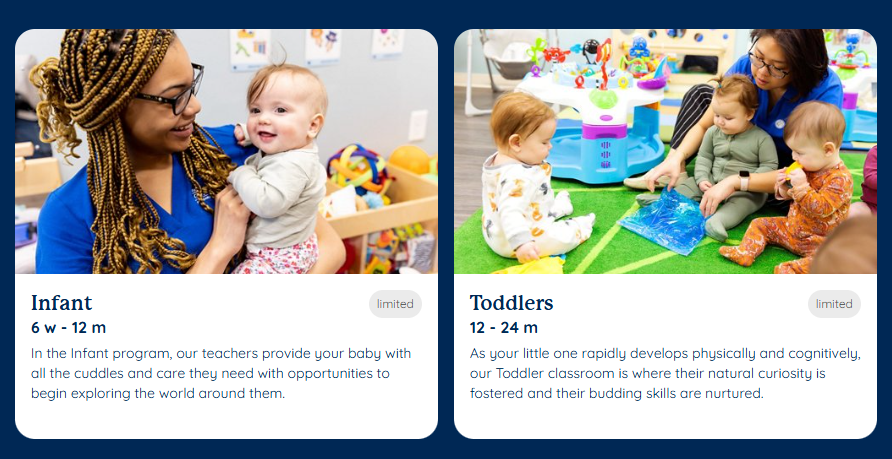 Infant
limited
6 w - 12 m
In the Infant program, our teachers provide your baby with
all the cuddles and care they need with opportunities to
begin exploring the world around them.
Toddlers
limited
12 - 24 m
As your little one rapidly develops physically and cognitively,
our Toddler classroom is where their natural curiosity is
fostered and their budding skills are nurtured.